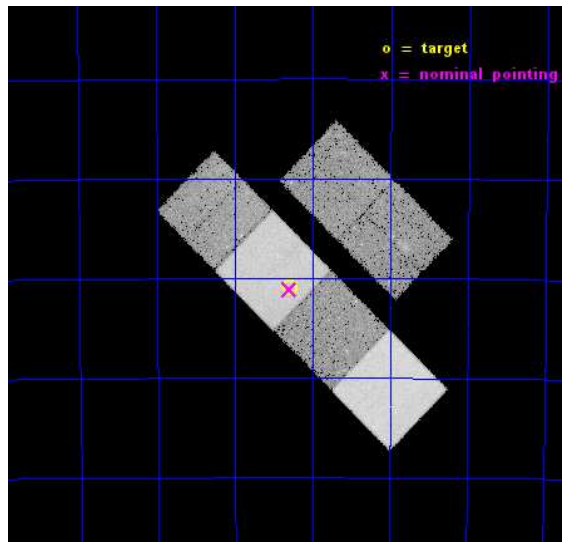 o = target
x = nominal pointing